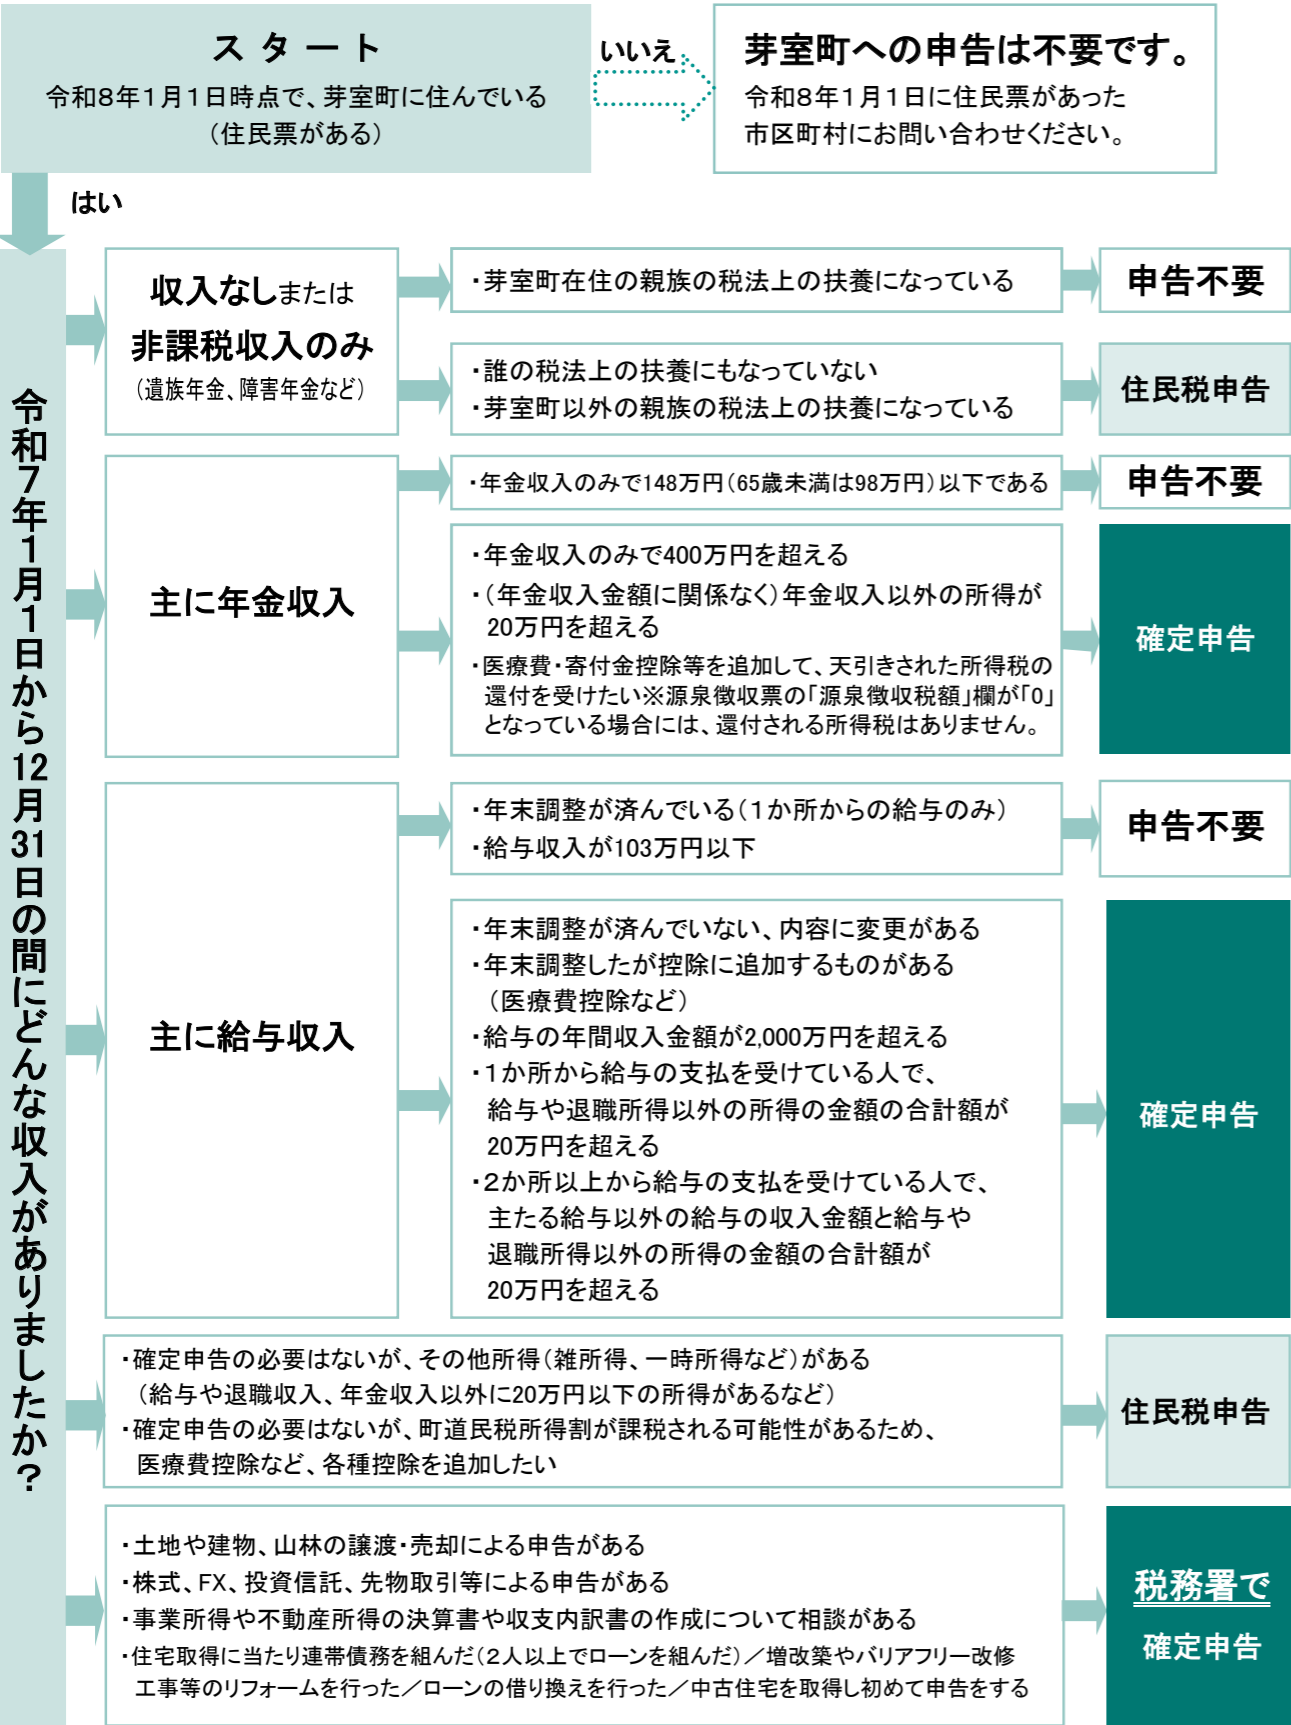 スタート
令和8年1月1日時点で、芽室町に住んでいる
（住民票がある）
いいえ
芽室町への申告は不要です。
令和8年1月1日に住民票があった
市区町村にお問い合わせください。
はい
令和7年1月1日から12月31日の間にどんな収入がありましたか？
収入なしまたは
非課税収入のみ
（遺族年金、障害年金など）
・芽室町在住の親族の税法上の扶養になっている
申告不要
・誰の税法上の扶養にもなっていない
・芽室町以外の親族の税法上の扶養になっている
住民税申告
主に年金収入
・年金収入のみで148万円（65歳未満は98万円）以下である
申告不要
・年金収入のみで400万円を超える
・（年金収入金額に関係なく）年金収入以外の所得が
20万円を超える
・医療費・寄付金控除等を追加して、天引きされた所得税の
還付を受けたい※源泉徴収票の「源泉徴収税額」欄が「0」
となっている場合には、還付される所得税はありません。
確定申告
主に給与収入
・年末調整が済んでいる（１か所からの給与のみ）
・給与収入が103万円以下
申告不要
・年末調整が済んでいない、内容に変更がある
・年末調整したが控除に追加するものがある
（医療費控除など）
・給与の年間収入金額が2,000万円を超える
・１か所から給与の支払を受けている人で、
給与や退職所得以外の所得の金額の合計額が
20万円を超える
・２か所以上から給与の支払を受けている人で、
主たる給与以外の給与の収入金額と給与や
退職所得以外の所得の金額の合計額が
20万円を超える
確定申告
・確定申告の必要はないが、その他所得（雑所得、一時所得など）がある
（給与や退職収入、年金収入以外に20万円以下の所得があるなど）
・確定申告の必要はないが、町道民税所得割が課税される可能性があるため、
医療費控除など、各種控除を追加したい
住民税申告
・土地や建物、山林の譲渡・売却による申告がある
・株式、FX、投資信託、先物取引等による申告がある
・事業所得や不動産所得の決算書や収支内訳書の作成について相談がある
・住宅取得に当たり連帯債務を組んだ（２人以上でローンを組んだ）／増改築やバリアフリー改修
工事等のリフォームを行った／ローンの借り換えを行った／中古住宅を取得し初めて申告をする
税務署で
確定申告